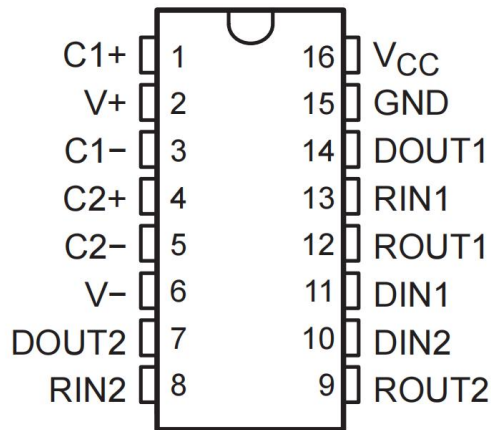 C1+ 1 16 VCC
V+ 2 15 GND
C1− 3 14 DOUT1
C2+ 4 13 RIN1
C2− 5 12 ROUT1
V− 6 11 DIN1
DOUT2 7 10 DIN2
RIN2 8 9 ROUT2